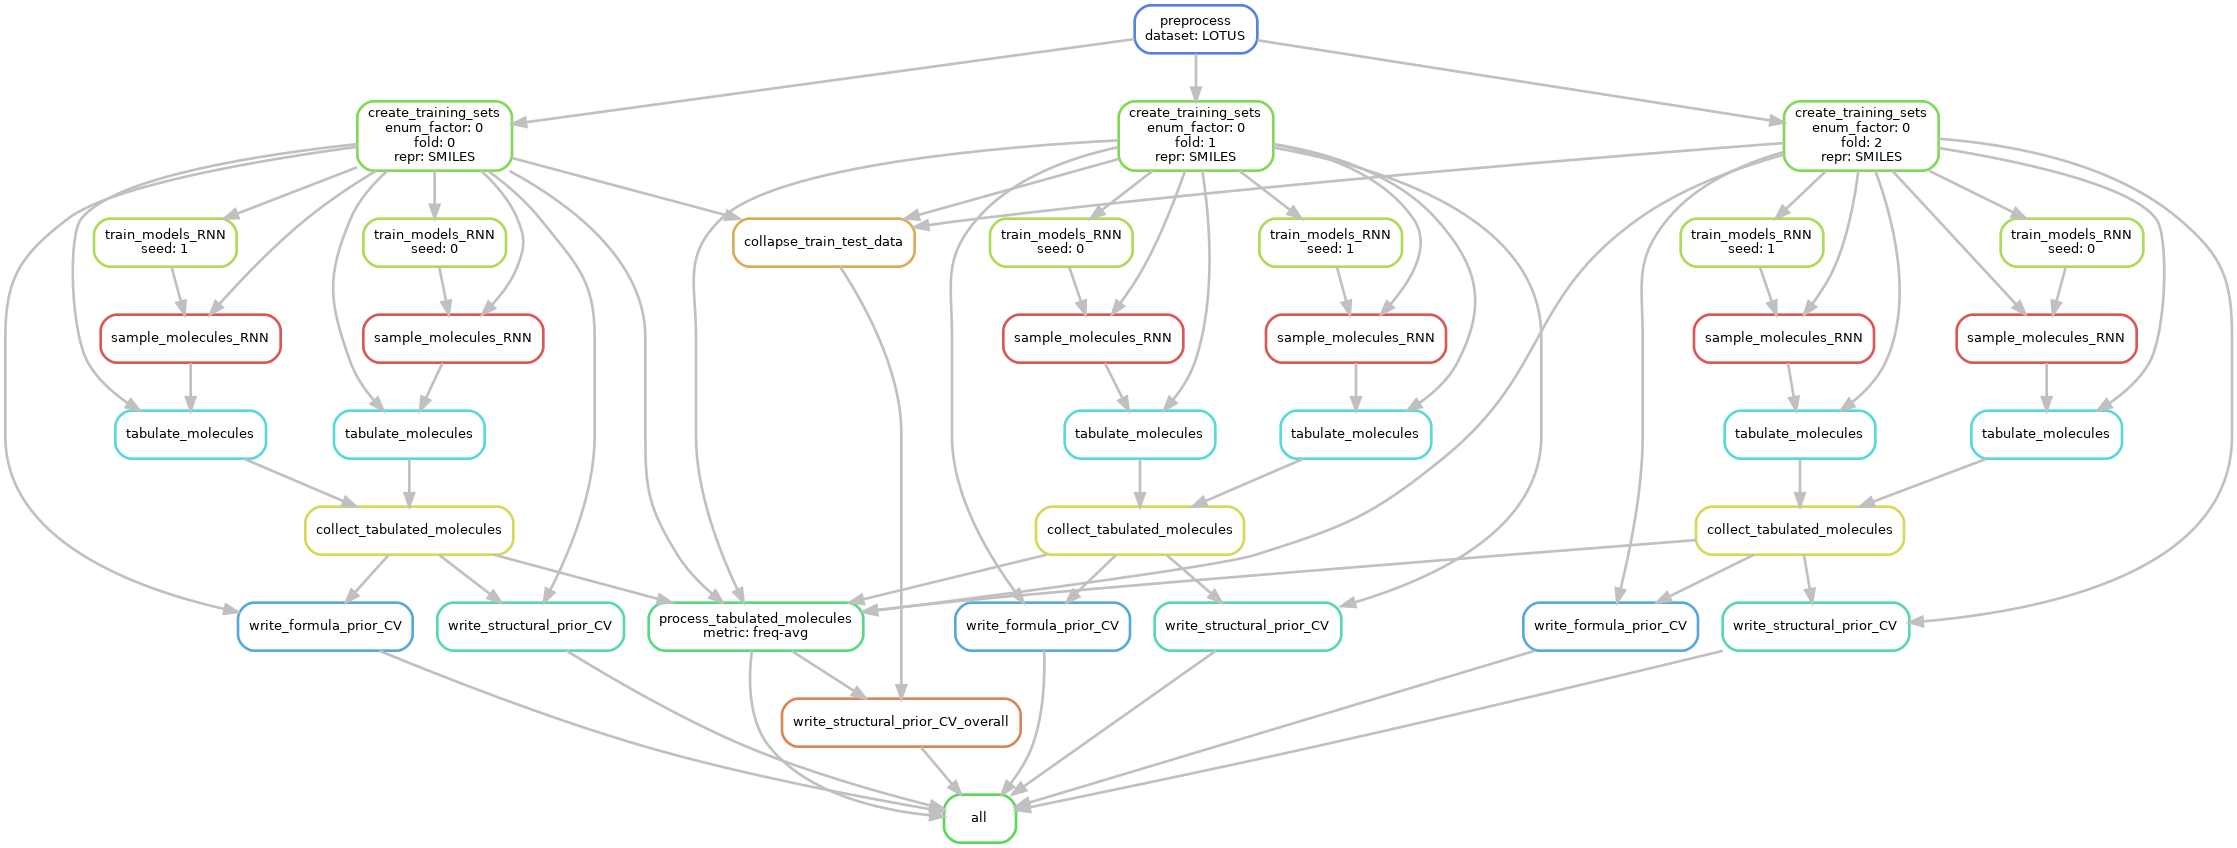 preprocess
dataset: LOTUS
create_training_sets
enum_factor: 0
fold: 0
repr: SMILES
create_training_sets
enum_factor: 0
fold: 1
repr: SMILES
create_training_sets
enum_factor: 0
fold: 2
repr: SMILES
train_models_RNN
seed: 1
train_models_RNN
seed: 0
collapse_train_test_data
train_models_RNN
seed: 0
train_models_RNN
seed: 1
train_models_RNN
seed: 1
train_models_RNN
seed: 0
sample_molecules_RNN
sample_molecules_RNN
sample_molecules_RNN
sample_molecules_RNN
sample_molecules_RNN
sample_molecules_RNN
tabulate_molecules
tabulate_molecules
tabulate_molecules
tabulate_molecules
tabulate_molecules
tabulate_molecules
collect_tabulated_molecules
collect_tabulated_molecules
collect_tabulated_molecules
write_formula_prior_CV
write_structural_prior_CV
process_tabulated_molecules
metric: freq-avg
write_formula_prior_CV
write_structural_prior_CV
write_formula_prior_CV
write_structural_prior_CV
write_structural_prior_CV_overall
all